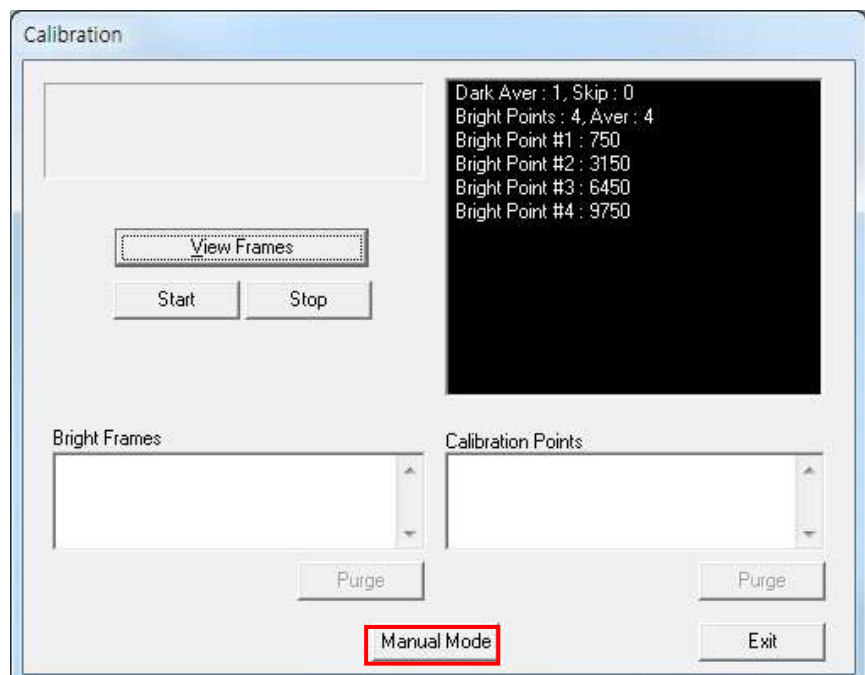 Calibration
Dark Aver : 1, Skip : 0
Bright Points : 4, Aver : 4
Bright Point #1 : 750
Bright Point #2 : 3150
Bright Point #3 : 6450
Bright Point #4 : 9750
View Frames
Start Stop
Bright Frames
Calibration Points
Purge Purge
Manual Mode Exit